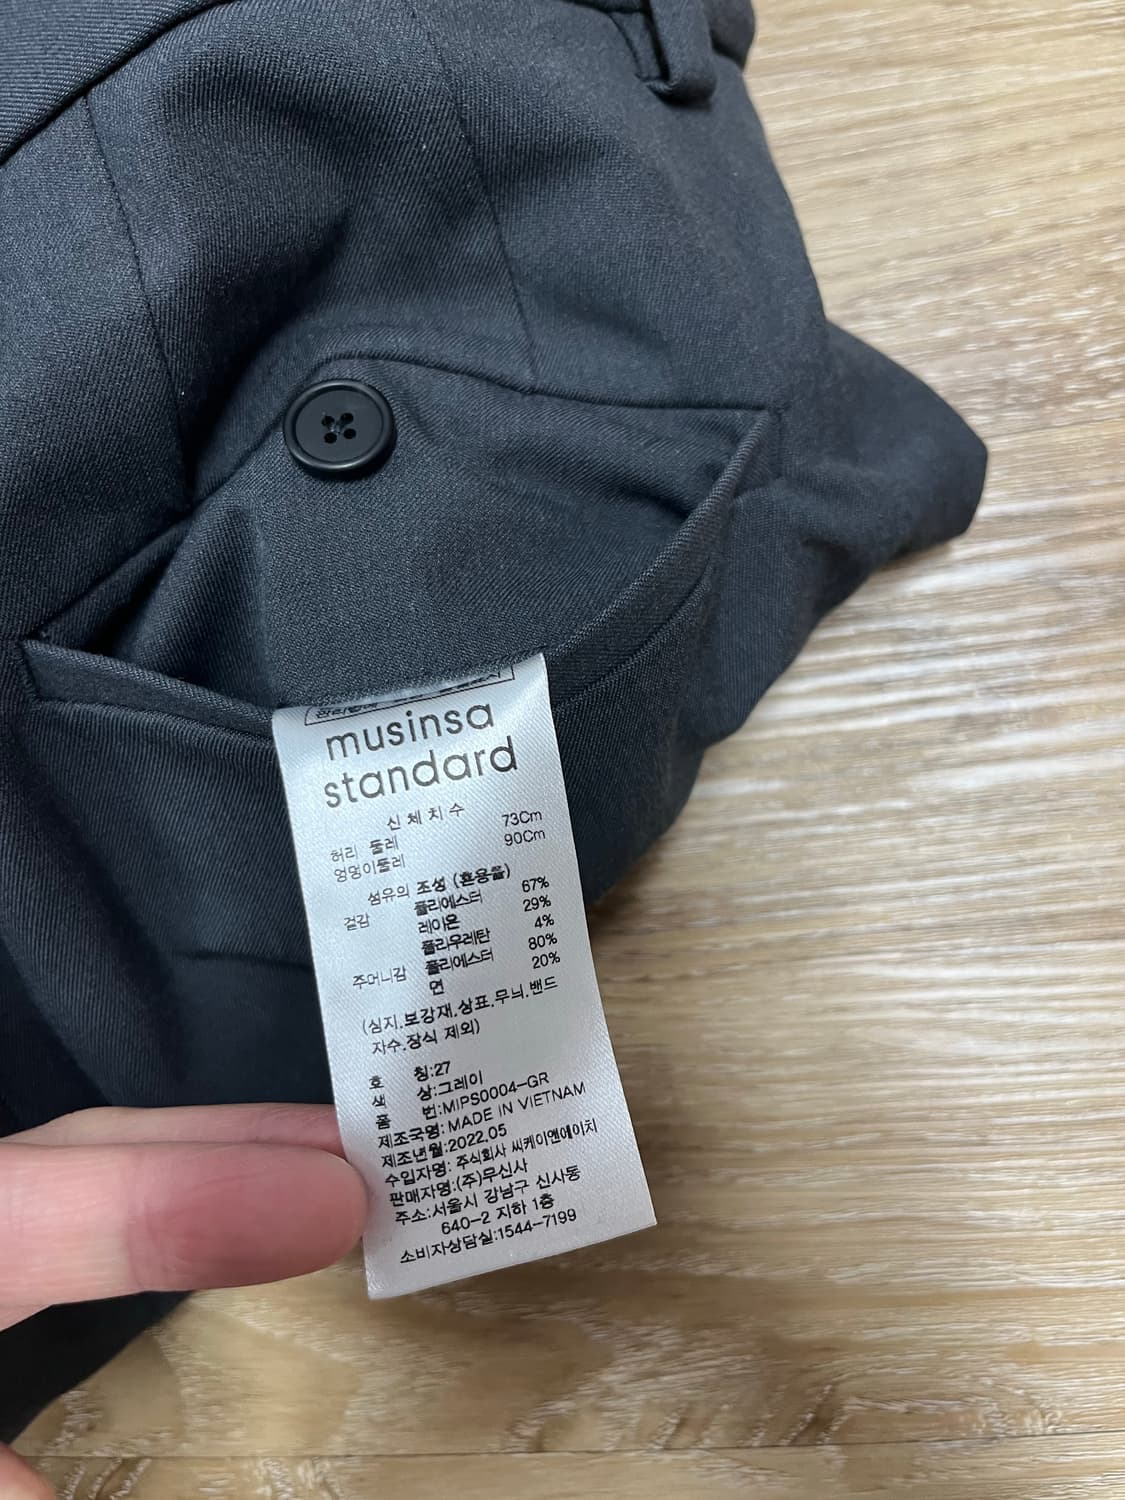 musinsa
standard
신체치수
허리 둘레 73Cm
엉덩이둘레 90Cm
섬유의 조성 (혼용율)
겉감 폴리에스터 67%
레이온 29%
폴리우레탄 4%
주머니감 폴리에스터 80%
면 20%
(심지.보강재.상표.무늬.밴드
자수.장식 제외)
호 칭:27
색 상:그레이
품 번:MIPS0004-GR
제조국명:MADE IN VIETNAM
제조년월:2022.05
수입자명: 주식회사 씨케이앤에이치
판매자명:(주)무신사
주소:서울시 강남구 신사동
640-2 지하 1층
소비자상담실:1544-7199